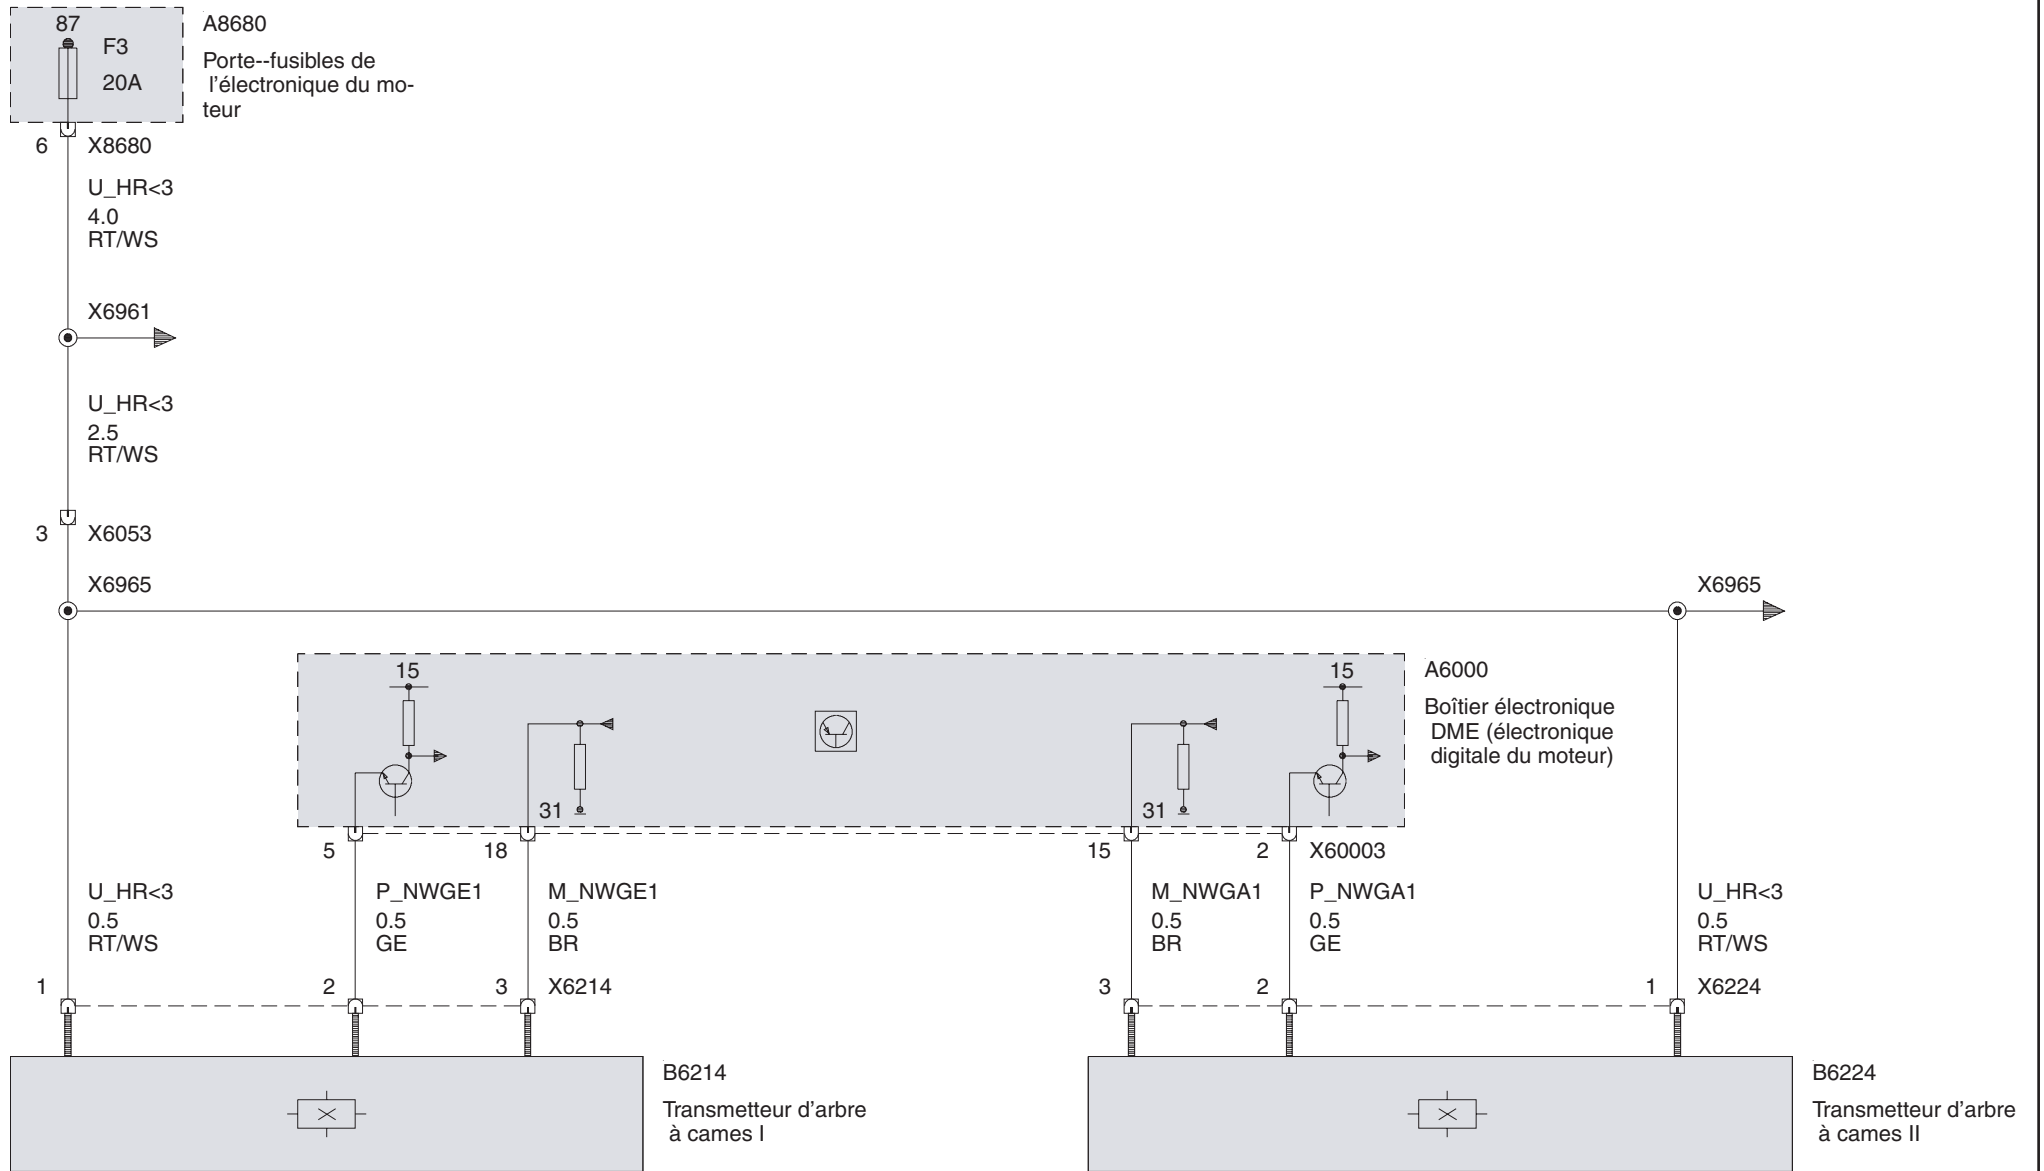 87
F3
20A
A8680
Porte--fusibles de
l'électronique du mo-
teur
6
X8680
U_HR<3
4.0
RT/WS
X6961
U_HR<3
2.5
RT/WS
3
X6053
X6965
X6965
15
31
31
15
A6000
Boîtier électronique
DME (électronique
digitale du moteur)
5
18
15
2
X60003
U_HR<3
0.5
RT/WS
P_NWGE1
0.5
GE
M_NWGE1
0.5
BR
M_NWGA1
0.5
BR
P_NWGA1
0.5
GE
U_HR<3
0.5
RT/WS
1
2
3
X6214
3
2
1
X6224
B6214
Transmetteur d'arbre
à cames I
B6224
Transmetteur d'arbre
à cames II